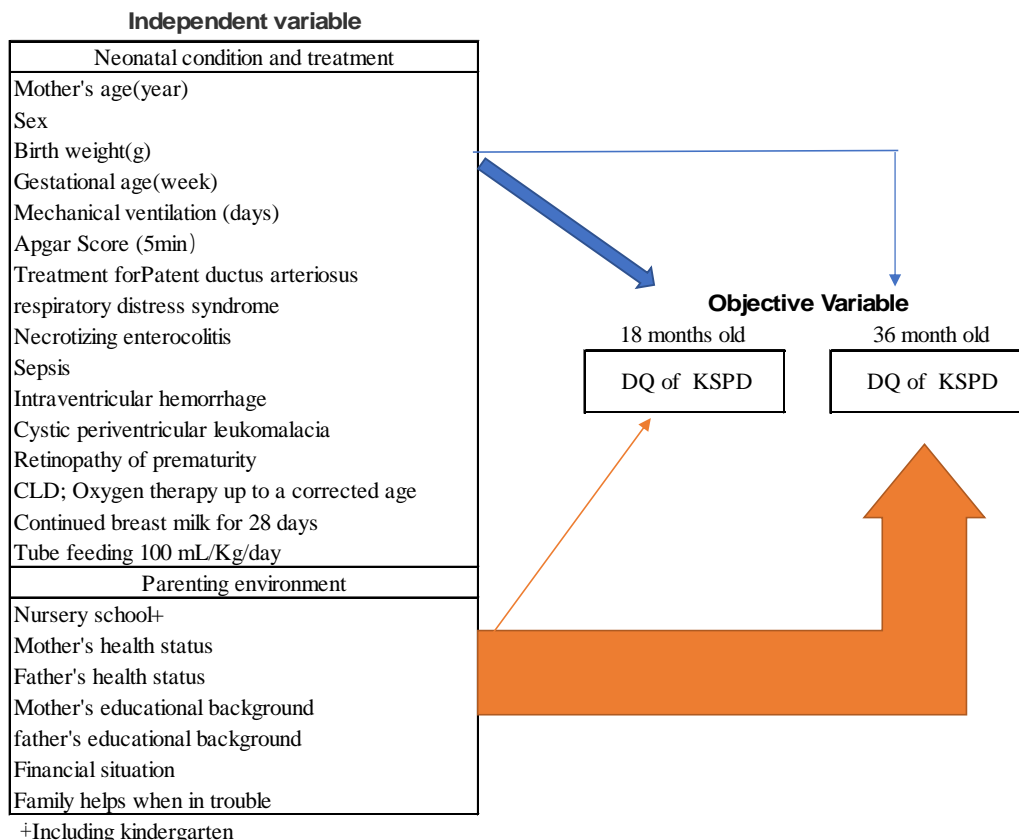 Independent variable
Neonatal condition and treatment
Mother's age(year)
Sex
Birth weight(g)
Gestational age(week)
Mechanical ventilation (days)
Apgar Score (5min)
Treatment forPatent ductus arteriosus
respiratory distress syndrome
Necrotizing enterocolitis
Sepsis
Intraventricular hemorrhage
Cystic periventricular leukomalacia
Retinopathy of prematurity
CLD; Oxygen therapy up to a corrected age
Continued breast milk for 28 days
Tube feeding 100 mL/Kg/day
Parenting environment
Nursery school+
Mother's health status
Father's health status
Mother's educational background
father's educational background
Financial situation
Family helps when in trouble
+Including kindergarten
Objective Variable
18 months old
36 month old
DQ of KSPD
DQ of KSPD